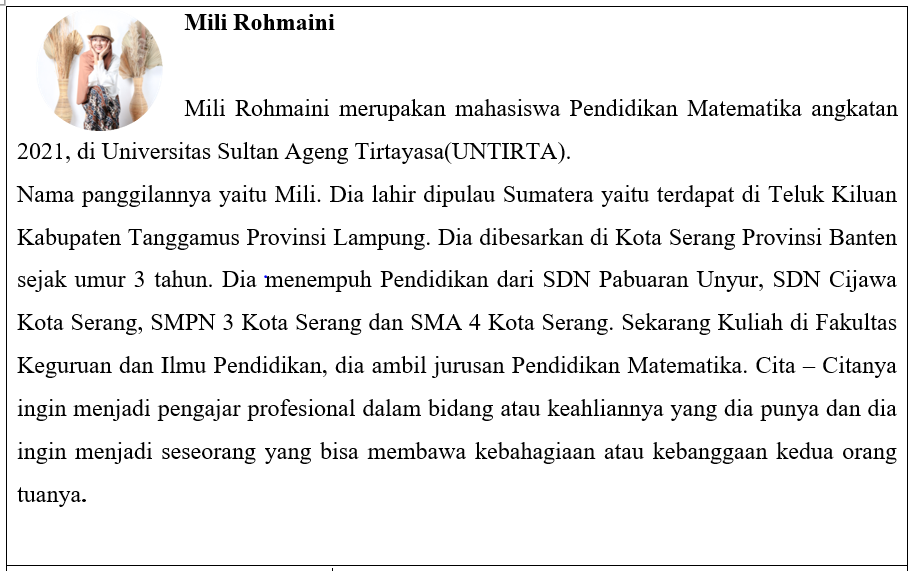 Mili Rohmaini
Mili Rohmaini merupakan mahasiswa Pendidikan Matematika angkatan
2021, di Universitas Sultan Ageng Tirtayasa(UNTIRTA).
Nama panggilannya yaitu Mili. Dia lahir dipulau Sumatera yaitu terdapat di Teluk Kiluan
Kabupaten Tanggamus Provinsi Lampung. Dia dibesarkan di Kota Serang Provinsi Banten
sejak umur 3 tahun. Dia menempuh Pendidikan dari SDN Pabuaran Unyur, SDN Cijawa
Kota Serang, SMPN 3 Kota Serang dan SMA 4 Kota Serang. Sekarang Kuliah di Fakultas
Keguruan dan Ilmu Pendidikan, dia ambil jurusan Pendidikan Matematika. Cita – Citanya
ingin menjadi pengajar profesional dalam bidang atau keahliannya yang dia punya dan dia
ingin menjadi seseorang yang bisa membawa kebahagiaan atau kebanggaan kedua orang
tuanya.